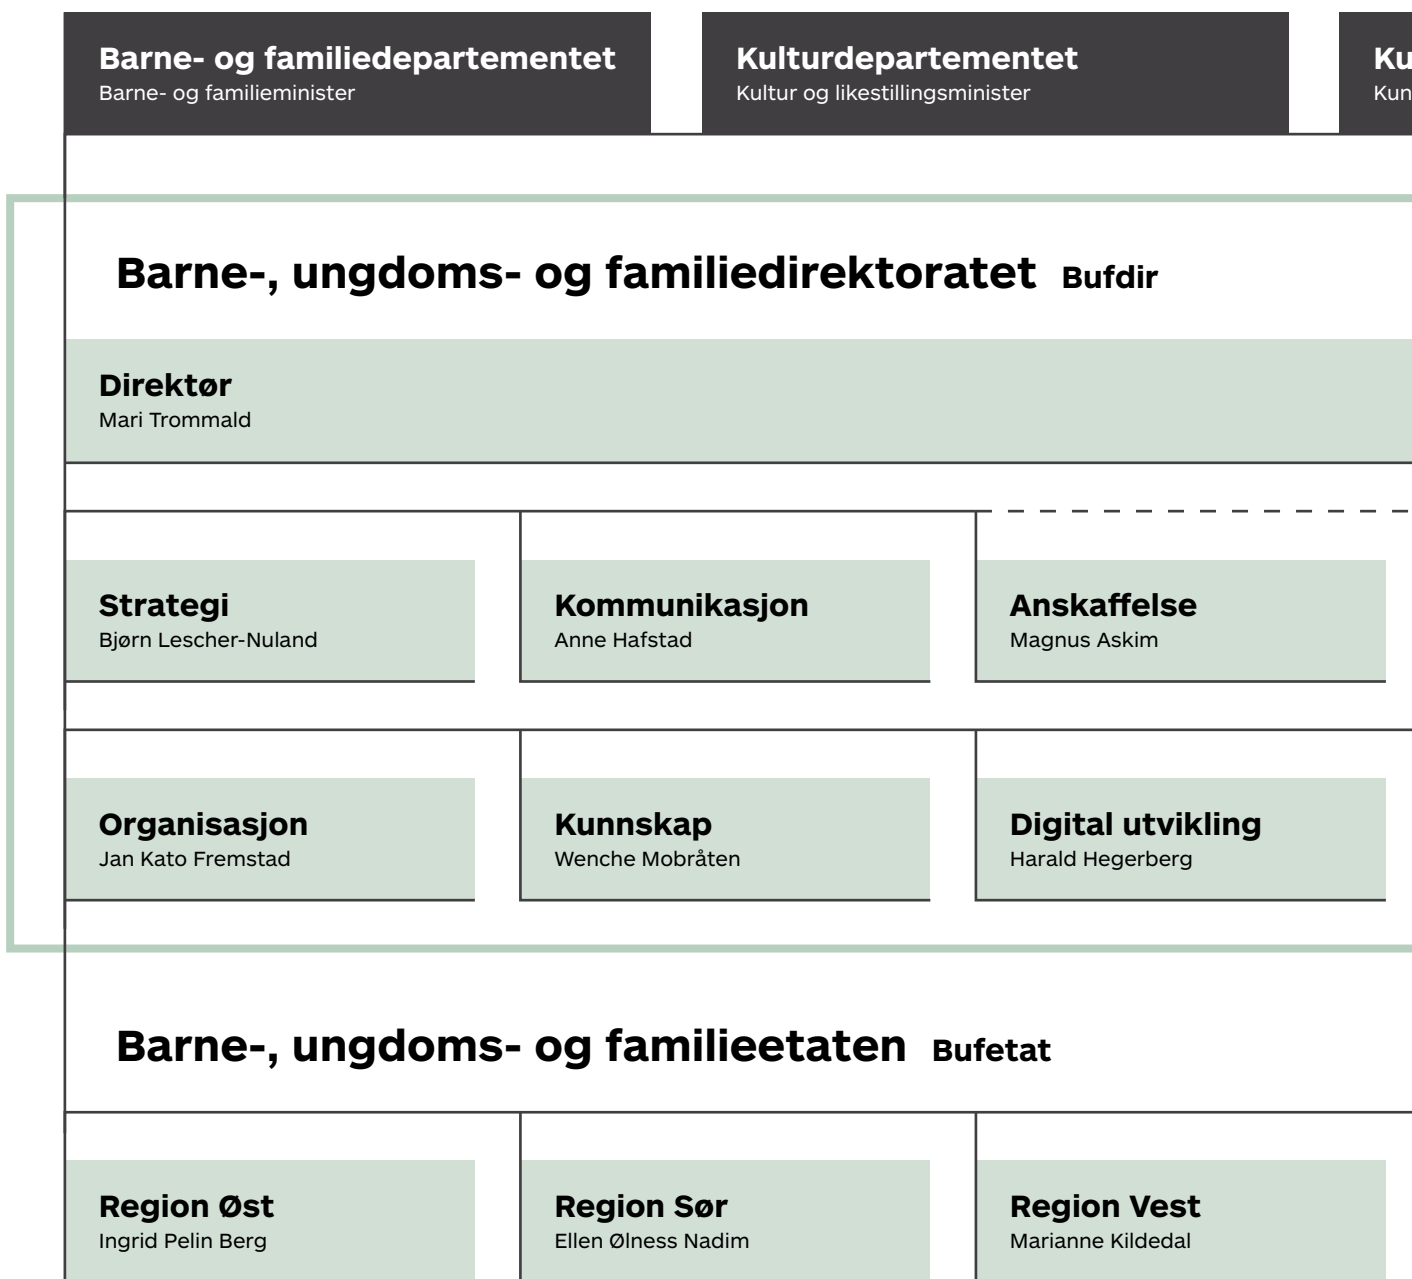 Barne- og familiedepartementet
Barne- og familieminister
Kulturdepartementet
Kultur og likestillingsminister
Ku
Kun
Barne-, ungdoms- og familiedirektoratet Bufdir
Direktør
Mari Trommald
Strategi
Bjørn Lescher-Nuland
Kommunikasjon
Anne Hafstad
Anskaffelse
Magnus Askim
Organisasjon
Jan Kato Fremstad
Kunnskap
Wenche Mobråten
Digital utvikling
Harald Hegerberg
Barne-, ungdoms- og familieetaten Bufetat
Region Øst
Ingrid Pelin Berg
Region Sør
Ellen Ølness Nadim
Region Vest
Marianne Kildedal